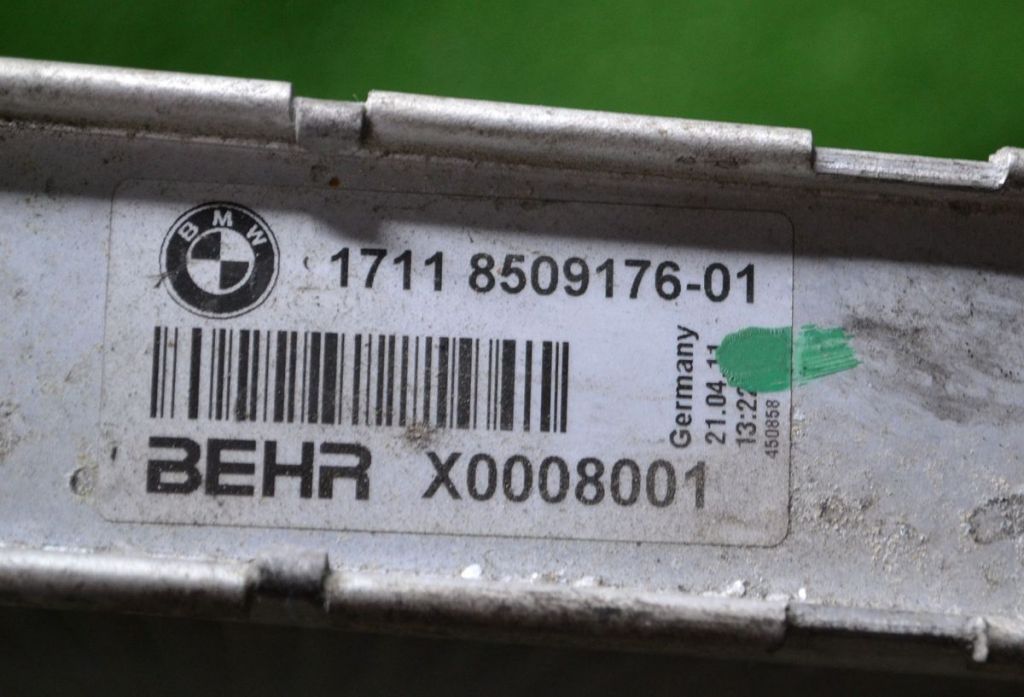 BMW
1711 8509176-01
Germany
21.04.11
13:22
450858
BEHR X0008001